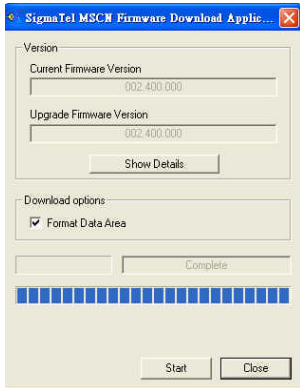 SigmaTel MSCN Firmware Download Applic...
Version
Current Firmware Version
002.400.000
Upgrade Firmware Version
002.400.000
Show Details
Download options
Format Data Area
Complete
Start Close